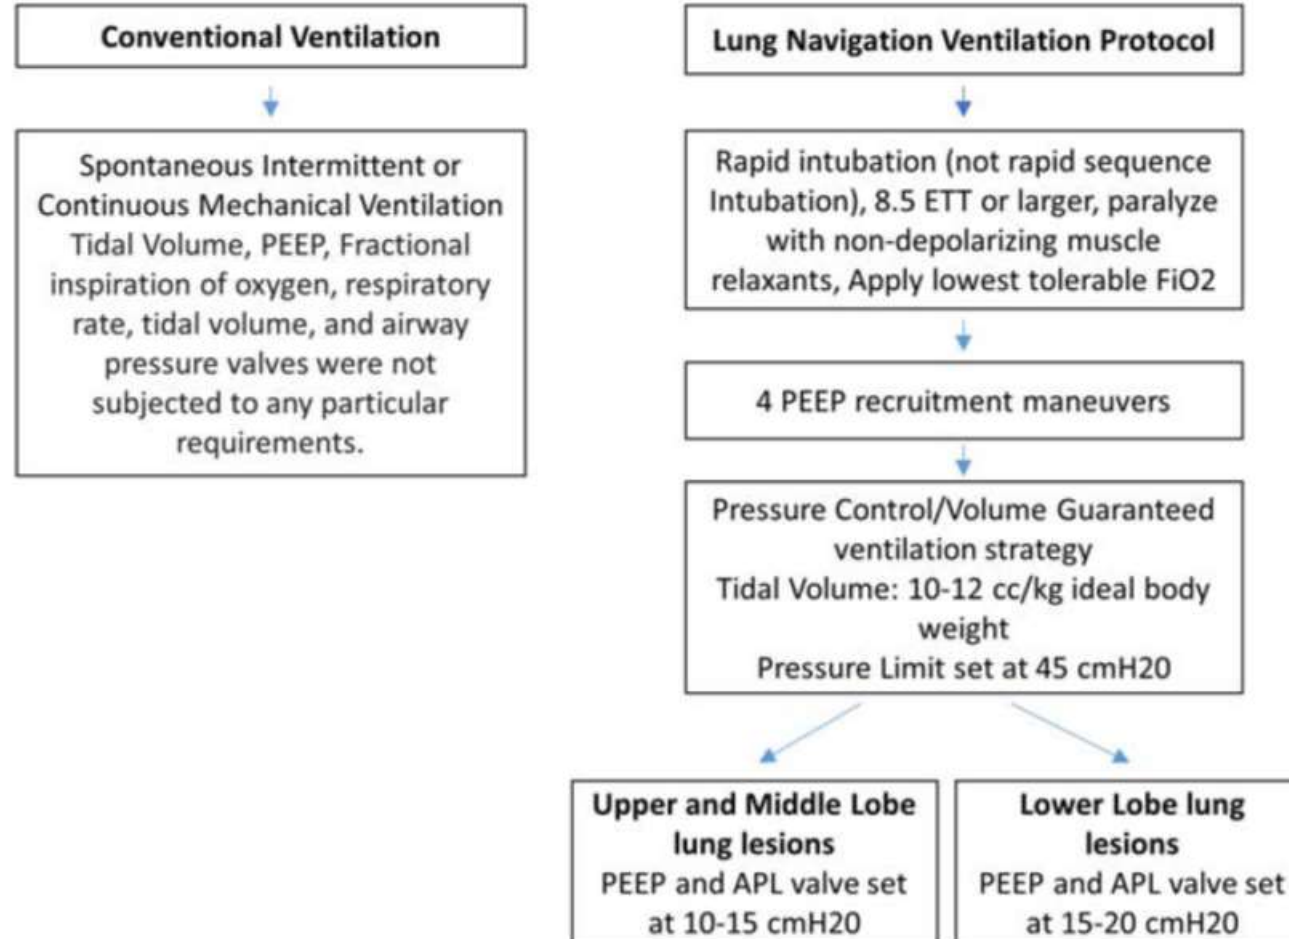 Conventional Ventilation
Spontaneous Intermittent or
Continuous Mechanical Ventilation
Tidal Volume, PEEP, Fractional
inspiration of oxygen, respiratory
rate, tidal volume, and airway
pressure valves were not
subjected to any particular
requirements.
Lung Navigation Ventilation Protocol
Rapid intubation (not rapid sequence
Intubation), 8.5 ETT or larger, paralyze
with non-depolarizing muscle
relaxants, Apply lowest tolerable FiO2
4 PEEP recruitment maneuvers
Pressure Control/Volume Guaranteed
ventilation strategy
Tidal Volume: 10-12 cc/kg ideal body
weight
Pressure Limit set at 45 cmH20
Upper and Middle Lobe
lung lesions
PEEP and APL valve set
at 10-15 cmH20
Lower Lobe lung
lesions
PEEP and APL valve set
at 15-20 cmH20